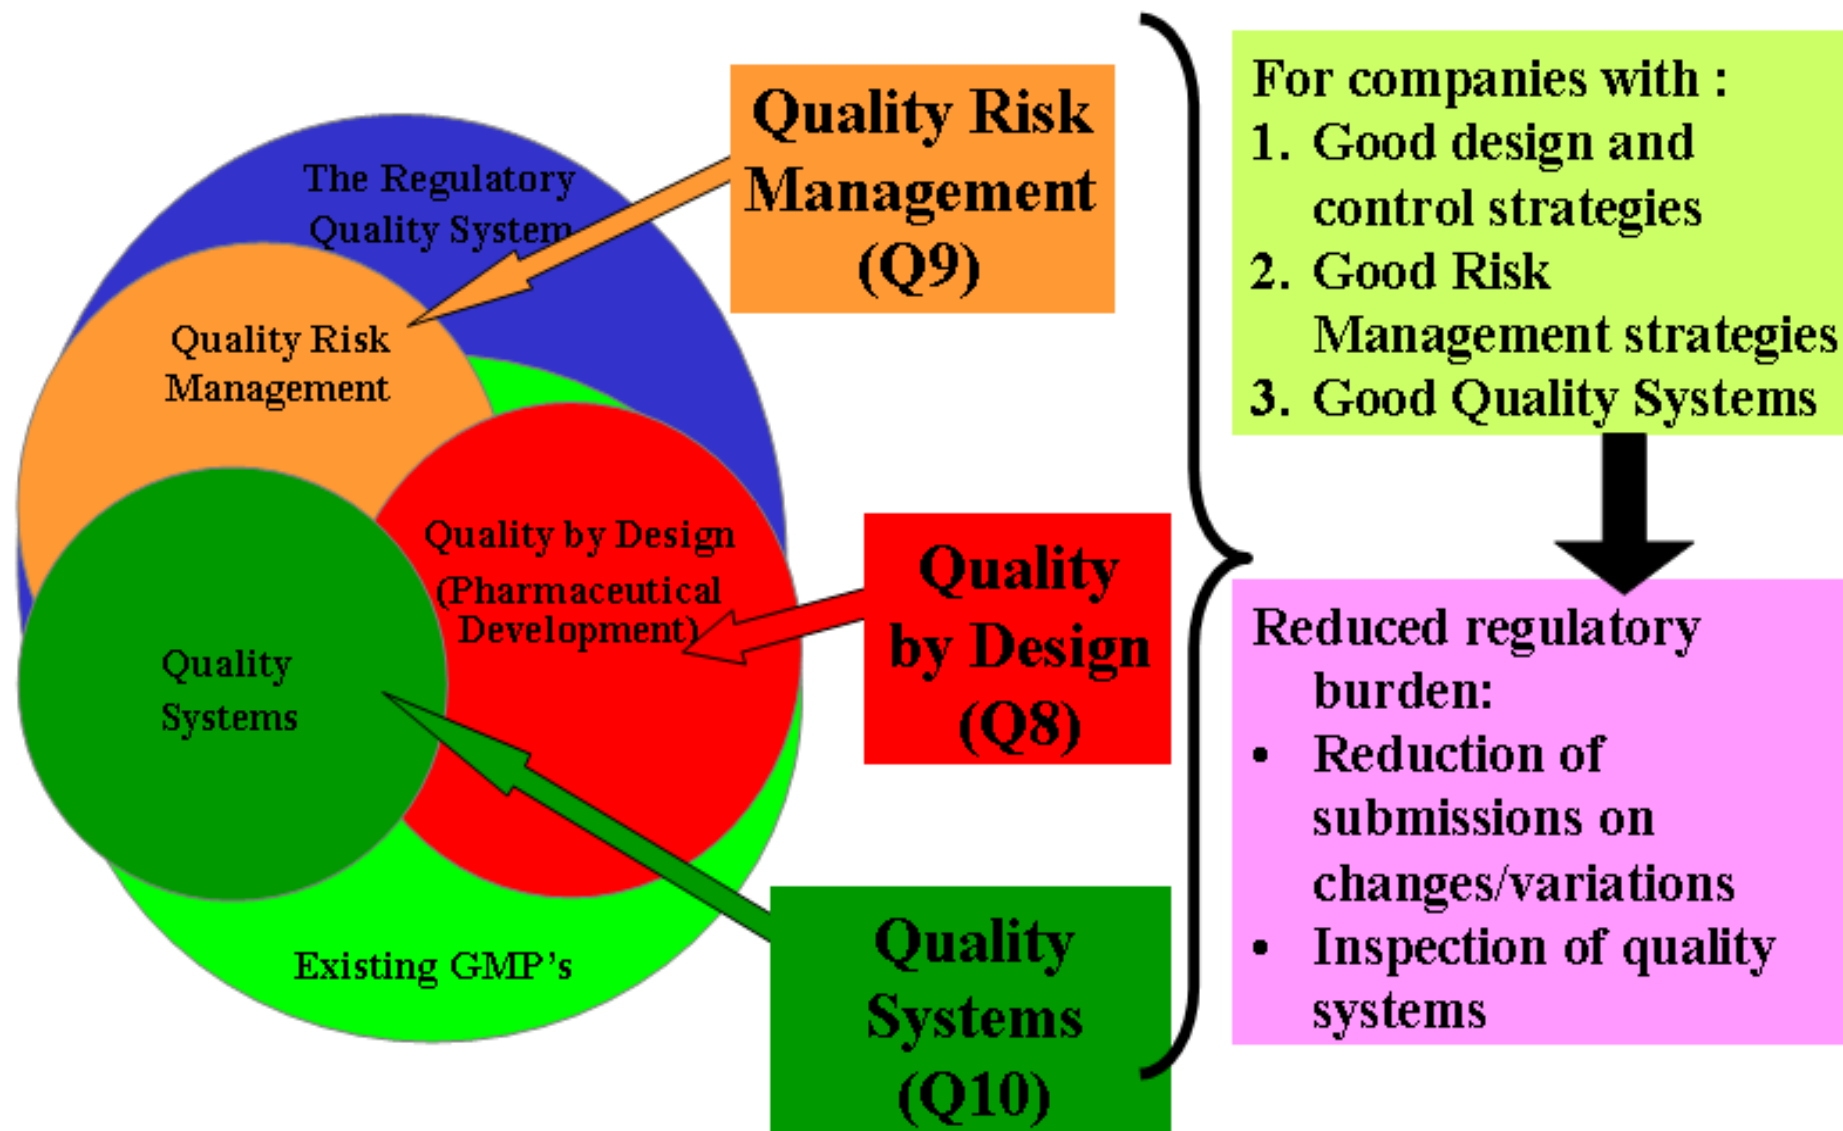 The Regulatory
Quality System
Quality Risk
Management
Quality by Design
(Pharmaceutical
Development)
Quality
Systems
Existing GMP's
Quality Risk
Management
(Q9)
Quality
by Design
(Q8)
Quality
Systems
(Q10)
For companies with :
1. Good design and
control strategies
2. Good Risk
Management strategies
3. Good Quality Systems
Reduced regulatory
burden:
• Reduction of
submissions on
changes/variations
• Inspection of quality
systems